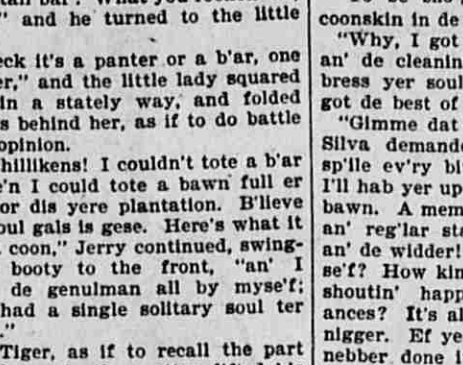 " and he turned to the little
eck it's a panter or a b'ar, one
er," and the little lady squared
in a stately way, and folded
s behind her, as if to do battle
opinion.
hillikens! I couldn't tote a b'ar
e'n I could tote a bawn full er
or dis yere plantation. B'lieve
oul gals is gese. Here's what it
coon," Jerry continued, swing-
booty to the front, "an' I
de genulman all by myse'f;
had a single solitary soul ter
."
Tiger, as if to recall the part
coonskin in de
"Why, I got
an' de cleanin
bress yer soul
got de best of
"Gimme dat
Silva demande
sp'ile ev'ry bi
I'll hab yer up
bawn. A mem
an' reg'lar sta
an' de widder!
se'f? How kin
shoutin' happ
ances? It's al
nigger. Ef ye
nebber done i